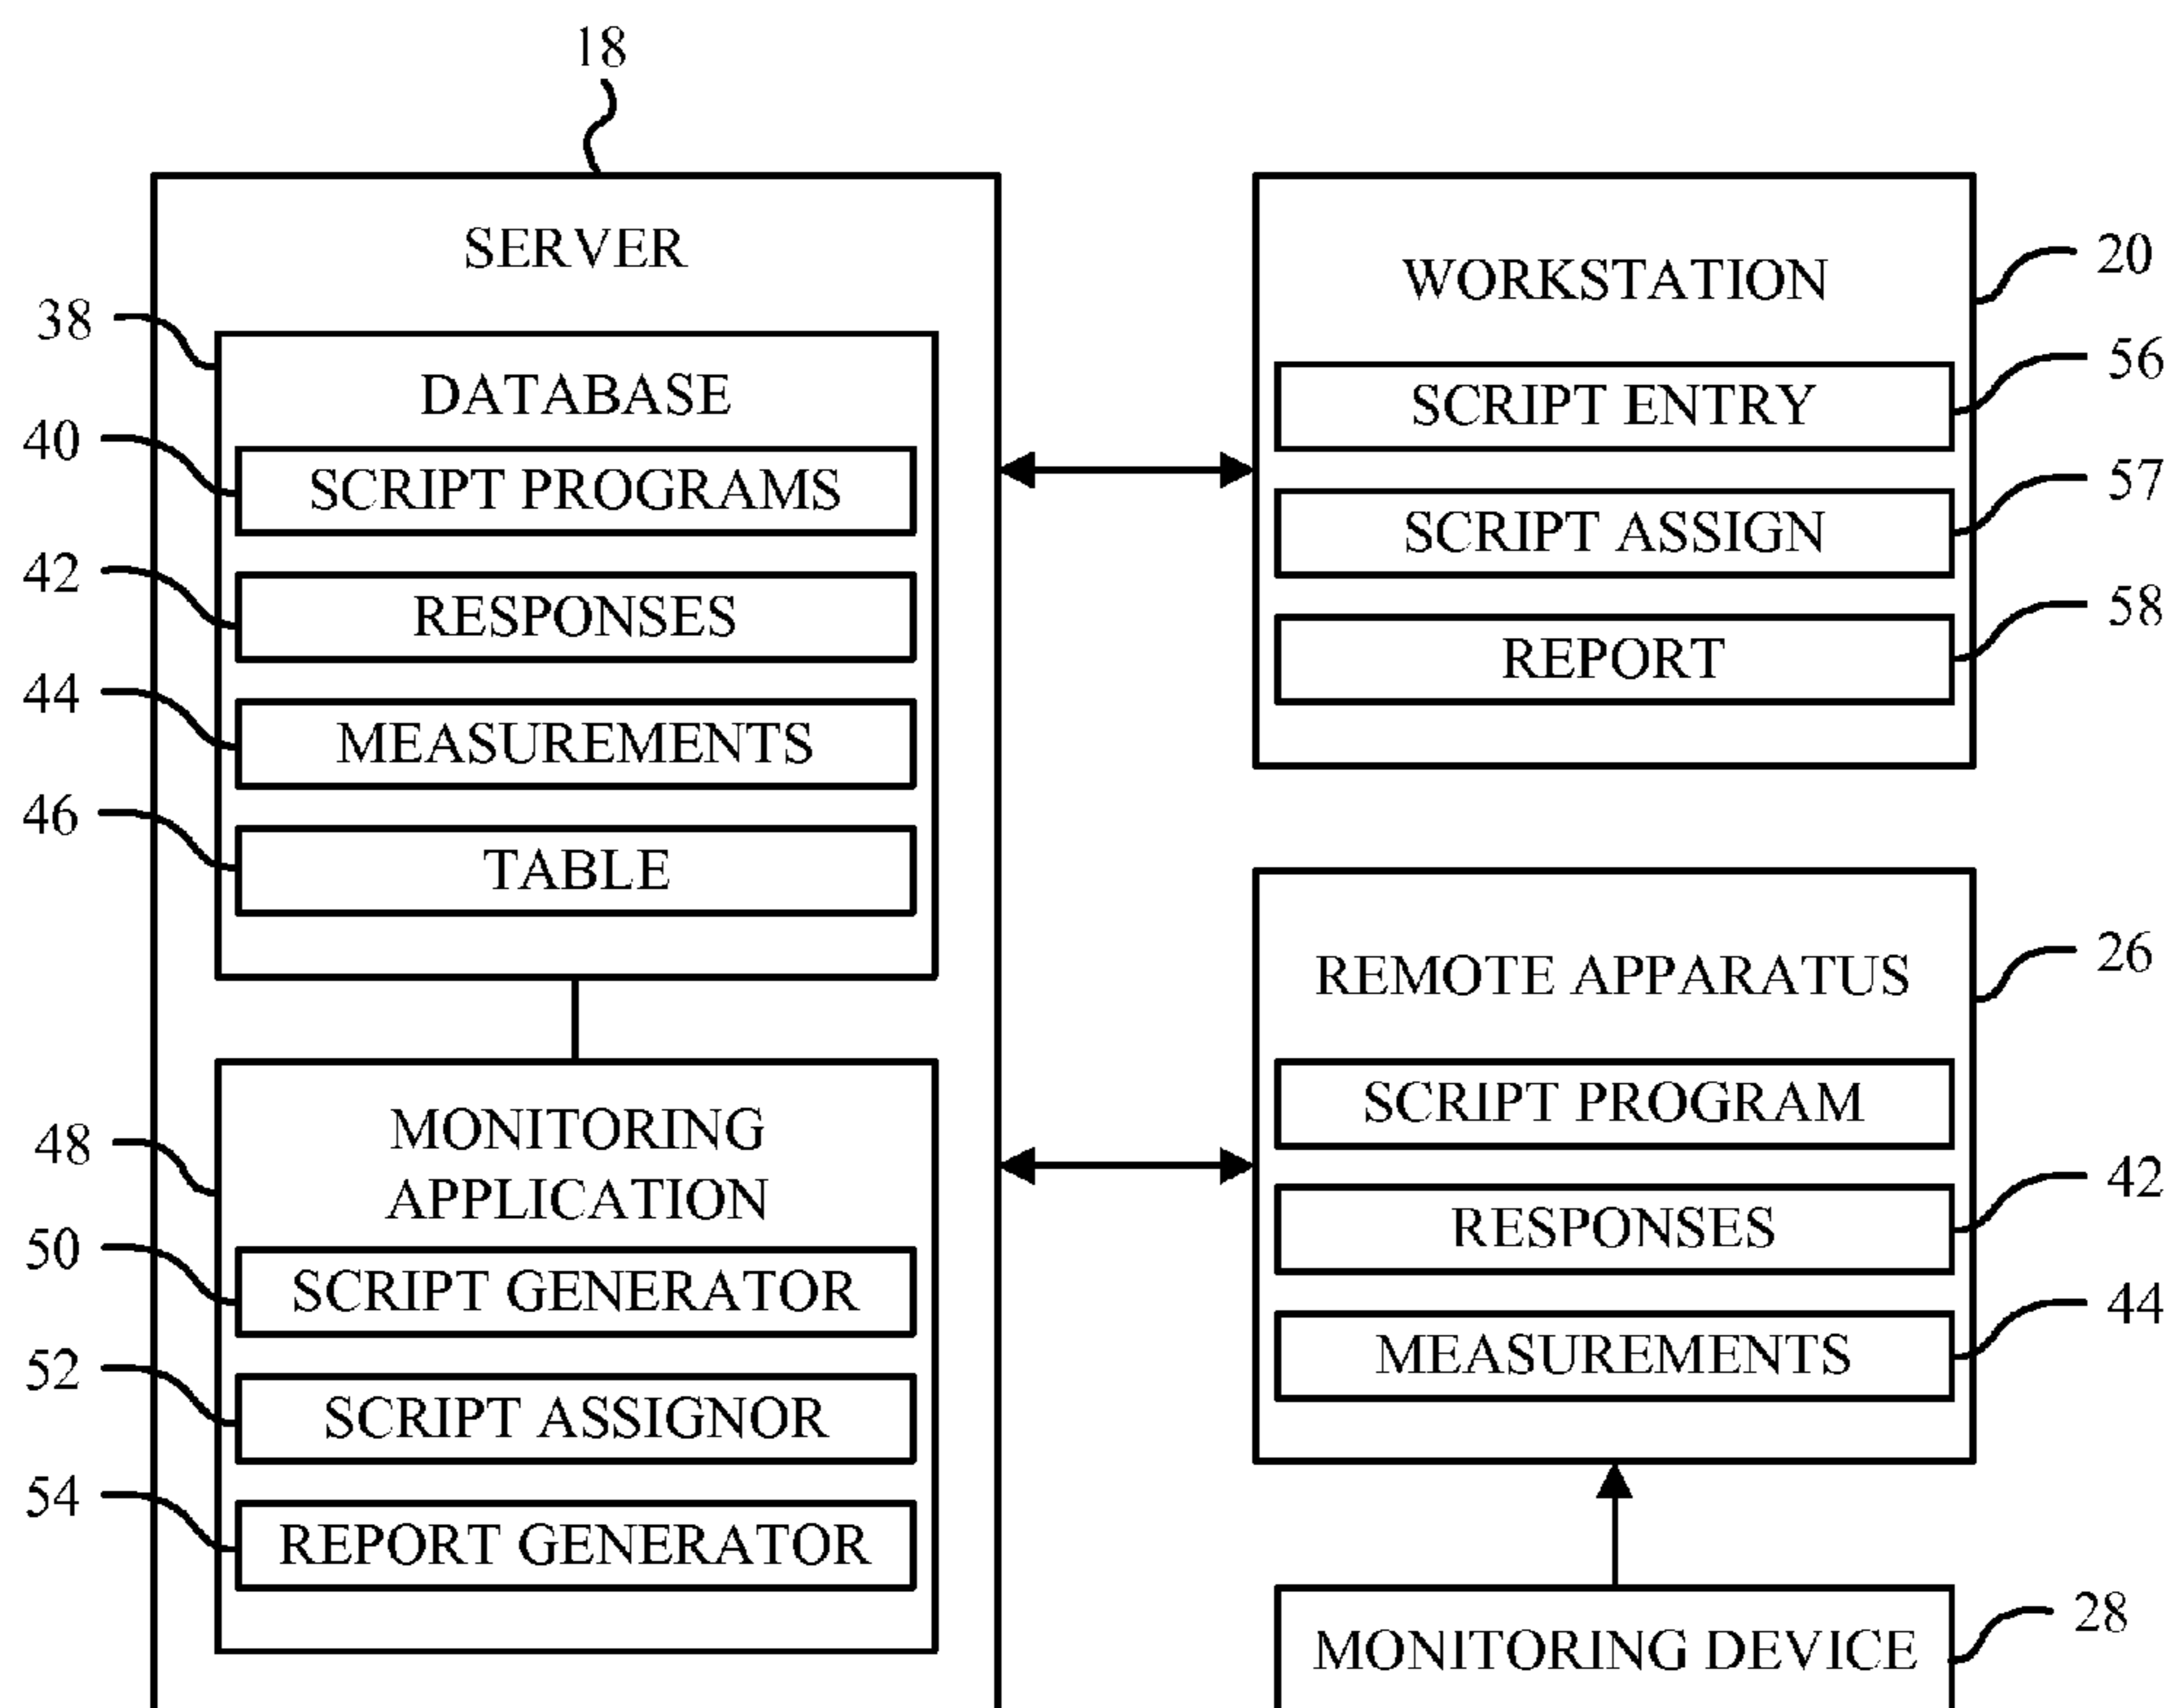 18
SERVER
38
DATABASE
40
SCRIPT PROGRAMS
42
RESPONSES
44
MEASUREMENTS
46
TABLE
48
MONITORING
APPLICATION
50
SCRIPT GENERATOR
52
SCRIPT ASSIGNOR
54
REPORT GENERATOR
WORKSTATION
20
SCRIPT ENTRY
56
SCRIPT ASSIGN
57
REPORT
58
REMOTE APPARATUS
26
SCRIPT PROGRAM
RESPONSES
42
MEASUREMENTS
44
MONITORING DEVICE
28